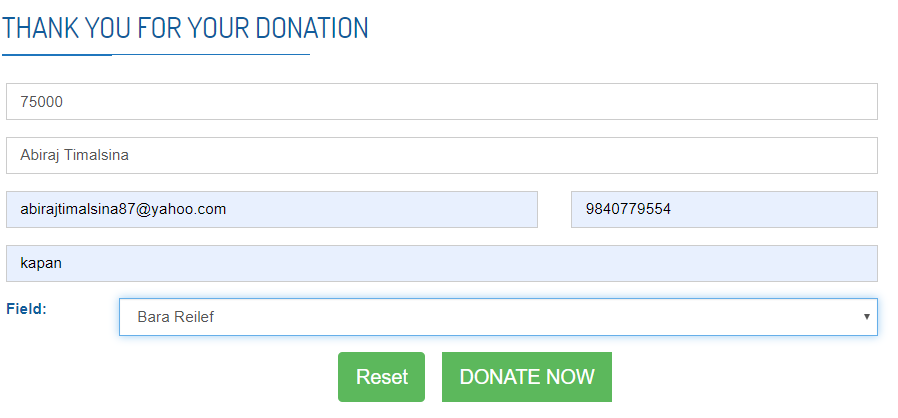 THANK YOU FOR YOUR DONATION
75000
Abiraj Timalsina
abirajtimalsina87@yahoo.com 9840779554
kapan
Field: Bara Reilef
Reset DONATE NOW